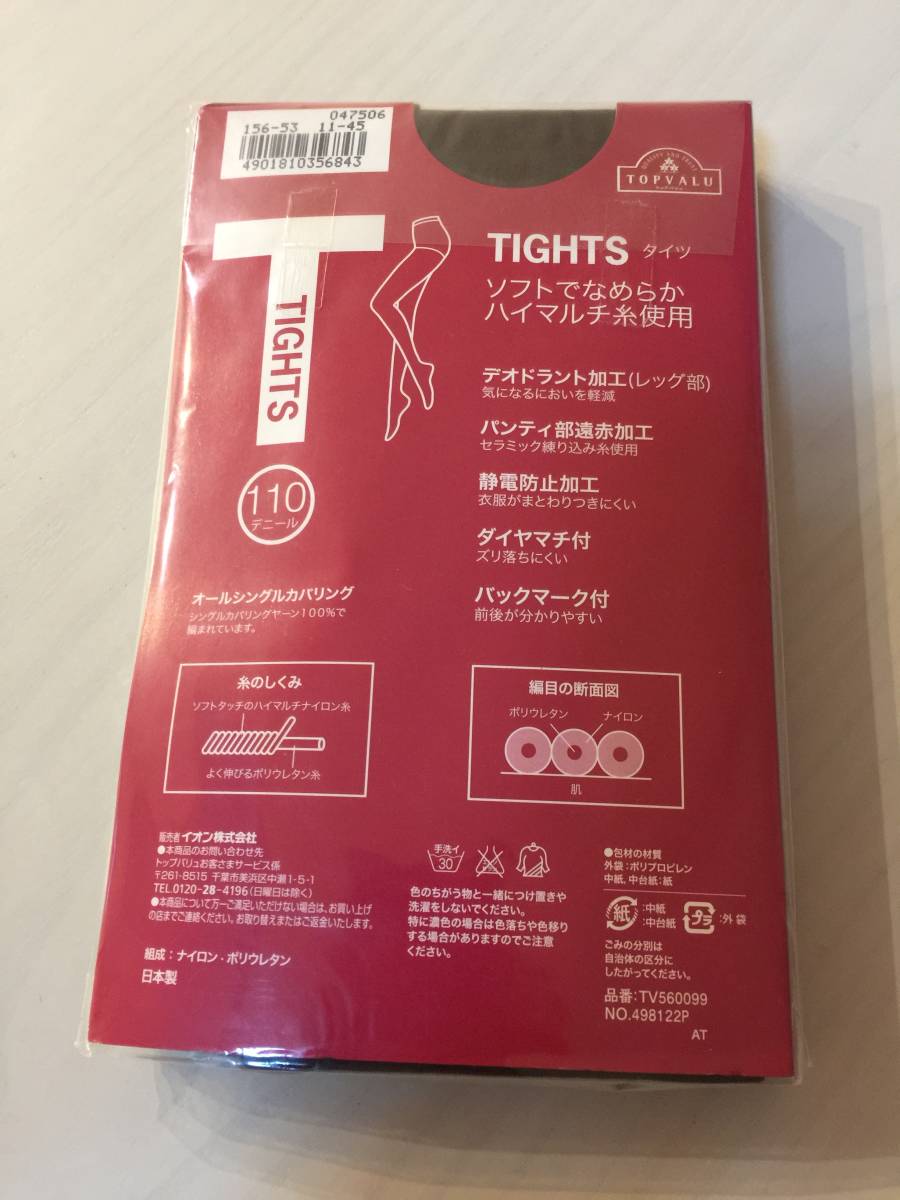 047506
156-53 11-45
4901810356843
QUALITY AND TRUST
TOPVALU
トップバリュ
TIGHTS
TIGHTS タイツ
ソフトでなめらか
ハイマルチ糸使用
デオドラント加工(レッグ部)
気になるにおいを軽減
パンティ部遠赤加工
セラミック練り込み糸使用
静電防止加工
衣服がまとわりつきにくい
ダイヤマチ付
ズリ落ちにくい
バックマーク付
前後が分かりやすい
110
デニール
オールシングルカバリング
シングルカバリングヤーン100%で
編まれています。
糸のしくみ
ソフトタッチのハイマルチナイロン糸
よく伸びるポリウレタン糸
編目の断面図
ポリウレタン ナイロン
肌
販売者 イオン株式会社
●本商品のお問い合わせ先
トップバリュお客さまサービス係
〒261-8515 千葉市美浜区中瀬1-5-1
TEL.0120-28-4196(日曜日は除く)
●本商品について万一ご満足いただけない場合は、お買い上げ
の店までご連絡ください。お取り替えまたはご返金いたします。
組成：ナイロン・ポリウレタン
日本製
手洗イ
30
色のちがう物と一緒につけ置きや
洗濯をしないでください。
特に濃色の場合は色落ちや色移り
する場合がありますのでご注意
ください。
●包材の材質
外袋：ポリプロピレン
中紙、中台紙：紙
紙 :中紙
:中台紙
プラ :外袋
ごみの分別は
自治体の区分に
したがってください。
品番：TV560099
NO.498122P
AT